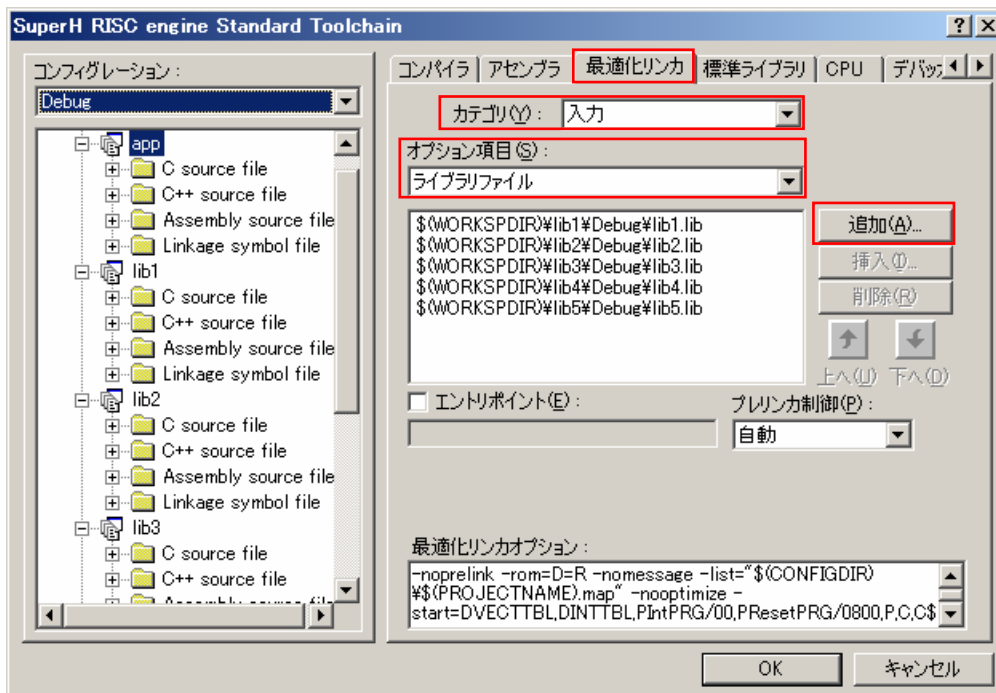 SuperH RISC engine Standard Toolchain
コンフィグレーション :
Debug
app
C source file
C++ source file
Assembly source file
Linkage symbol file
lib1
C source file
C++ source file
Assembly source file
Linkage symbol file
lib2
C source file
C++ source file
Assembly source file
Linkage symbol file
lib3
C source file
C++ source file
コンパイラ アセンブラ 最適化リンカ 標準ライブラリ CPU デバッ
カテゴリ(Y) : 入力
オプション項目(S) :
ライブラリファイル
$(WORKSPDIR)¥lib1¥Debug¥lib1.lib
$(WORKSPDIR)¥lib2¥Debug¥lib2.lib
$(WORKSPDIR)¥lib3¥Debug¥lib3.lib
$(WORKSPDIR)¥lib4¥Debug¥lib4.lib
$(WORKSPDIR)¥lib5¥Debug¥lib5.lib
追加(A)...
挿入(I)...
削除(R)
上へ(U) 下へ(D)
エントリポイント(E) :
プレリンカ制御(P) :
自動
最適化リンカオプション :
-noprelink -rom=D=R -nomessage -list="$(CONFIGDIR)
¥$(PROJECTNAME).map" -nooptimize -
start=DVECTTBL,DINTTBL,PIntPRG/00,PResetPRG/0800,P,C,C$
OK キャンセル